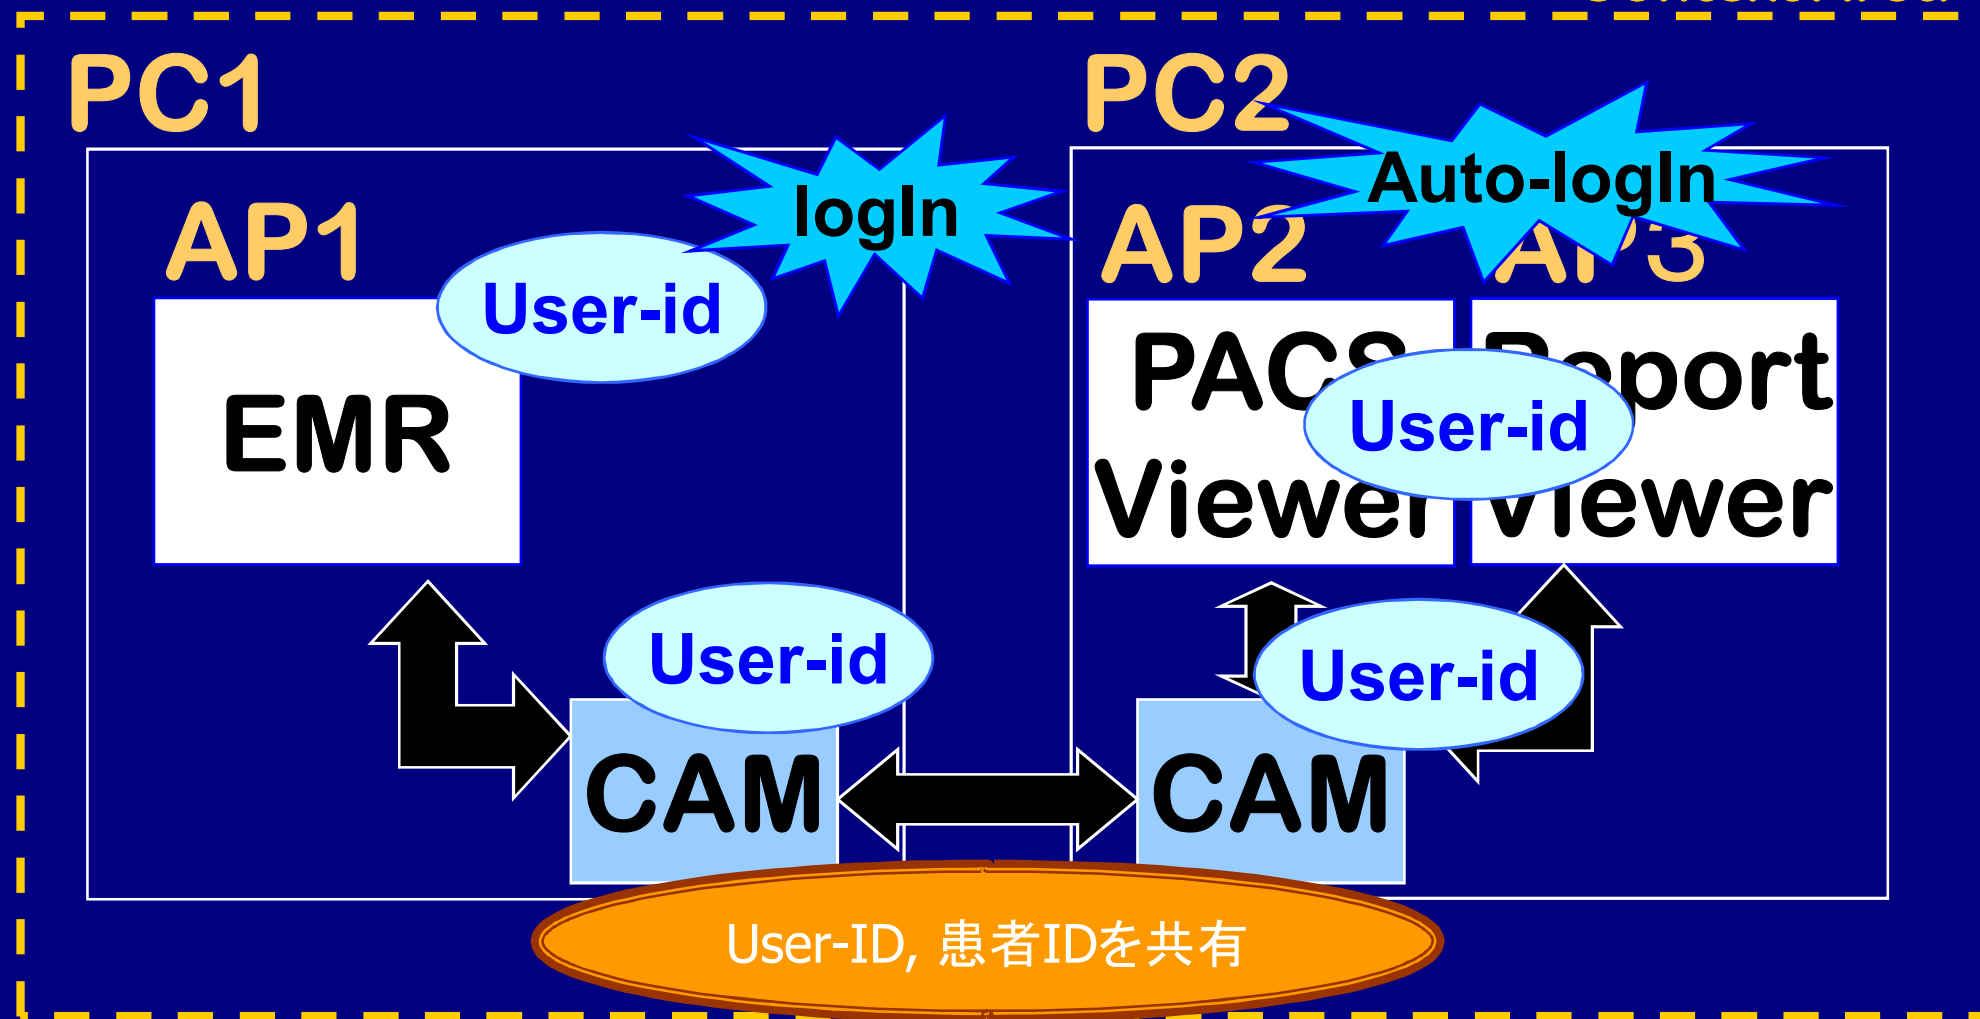 PC1
PC2
logIn
Auto-logIn
AP1
AP2
AP3
User-id
EMR
PACS
Viewer
Report
Viewer
User-id
User-id
User-id
CAM
CAM
User-ID, 患者IDを共有